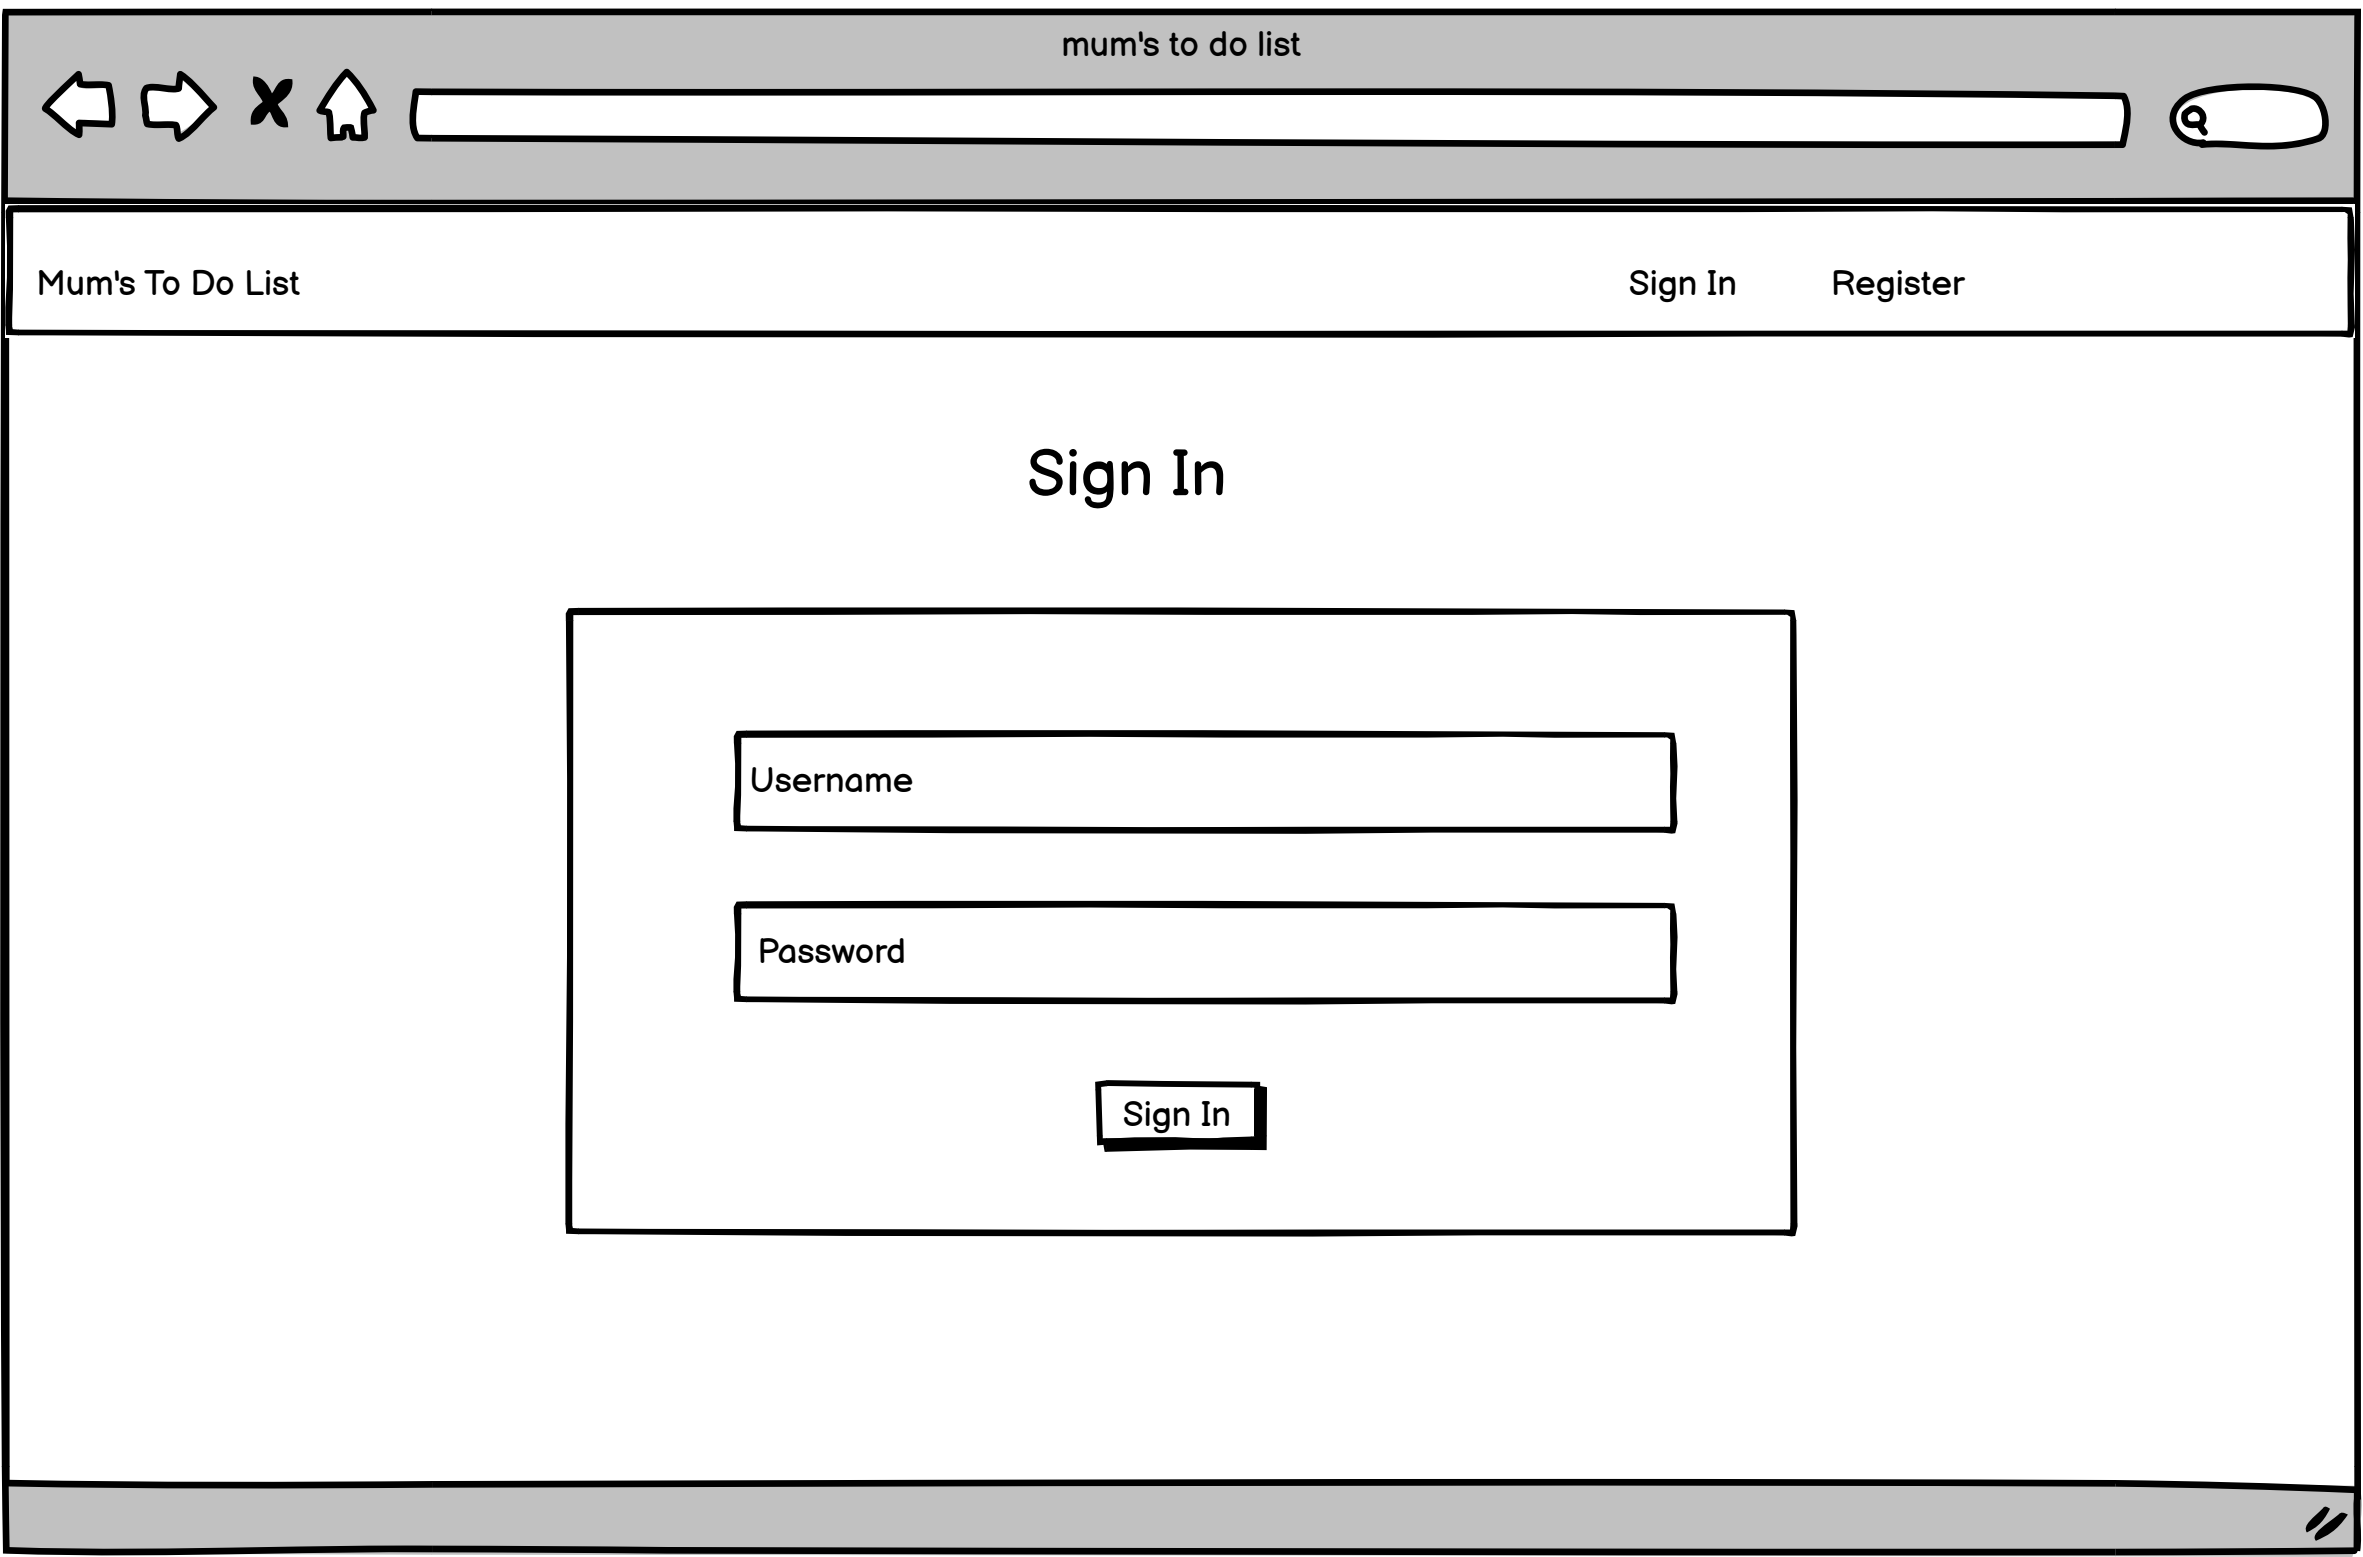 mum's to do list
Mum's To Do List
Sign In
Register
Sign In
Username
Password
Sign In